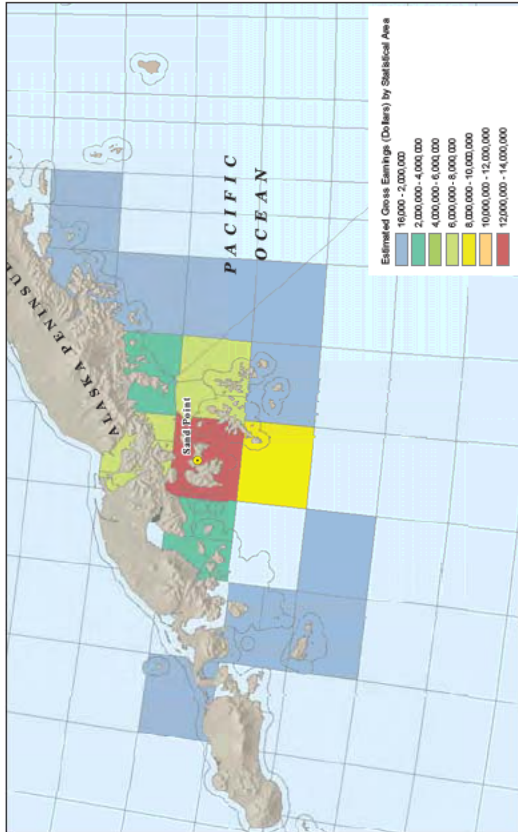 ALASKA PENINSUL
Sand Point
PACIFIC
OCEAN
Estimated Gross Earnings (Dollars) by Statistical Area
16,000 - 2,000,000
2,000,000 - 4,000,000
4,000,000 - 6,000,000
6,000,000 - 8,000,000
8,000,000 - 10,000,000
10,000,000 - 12,000,000
12,000,000 - 14,000,000